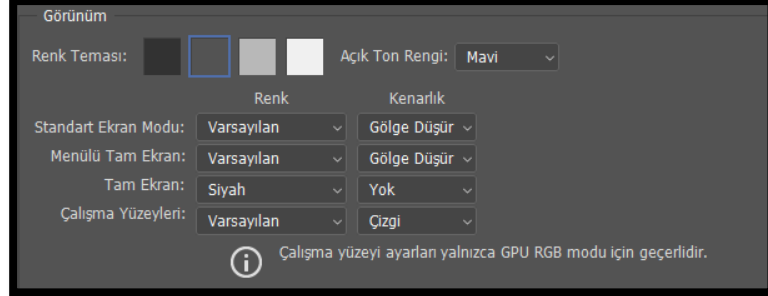 Görünüm
Renk Teması: Açık Ton Rengi: Mavi
Renk Kenarlık
Standart Ekran Modu: Varsayılan Gölge Düşür
Menülü Tam Ekran: Varsayılan Gölge Düşür
Tam Ekran: Siyah Yok
Çalışma Yüzeyleri: Varsayılan Çizgi
Çalışma yüzeyi ayarları yalnızca GPU RGB modu için geçerlidir.